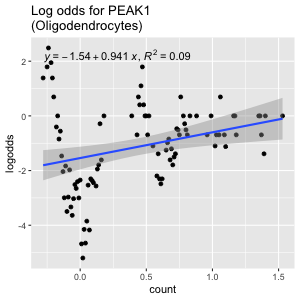 Log odds for PEAK1
(Oligodendrocytes)
y = −1.54 + 0.941 x, R² = 0.09
2
0
-2
-4
logodds
0.0 0.5 1.0 1.5
count